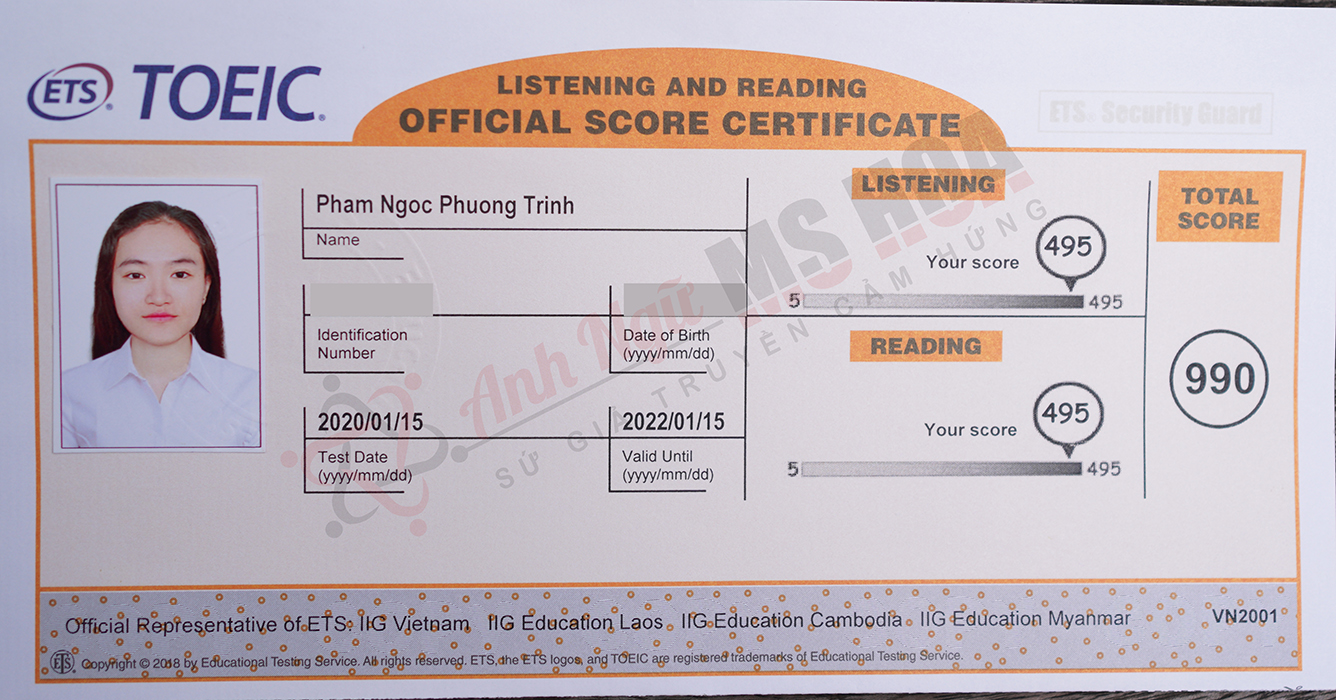 ETS® TOEIC®
LISTENING AND READING
OFFICIAL SCORE CERTIFICATE
ETS® Security Guard
Pham Ngoc Phuong Trinh
Name
Identification
Number
Date of Birth
(yyyy/mm/dd)
2020/01/15
Test Date
(yyyy/mm/dd)
2022/01/15
Valid Until
(yyyy/mm/dd)
LISTENING
Your score
495
5 495
READING
Your score
495
5 495
TOTAL
SCORE
990
Anh Ngữ MS HOA
SỨ GIẢ TRUYỀN CẢM HỨNG
Official Representative of ETS: IIG Vietnam IIG Education Laos IIG Education Cambodia IIG Education Myanmar VN2001
ETS® Copyright © 2018 by Educational Testing Service. All rights reserved. ETS, the ETS logos, and TOEIC are registered trademarks of Educational Testing Service.